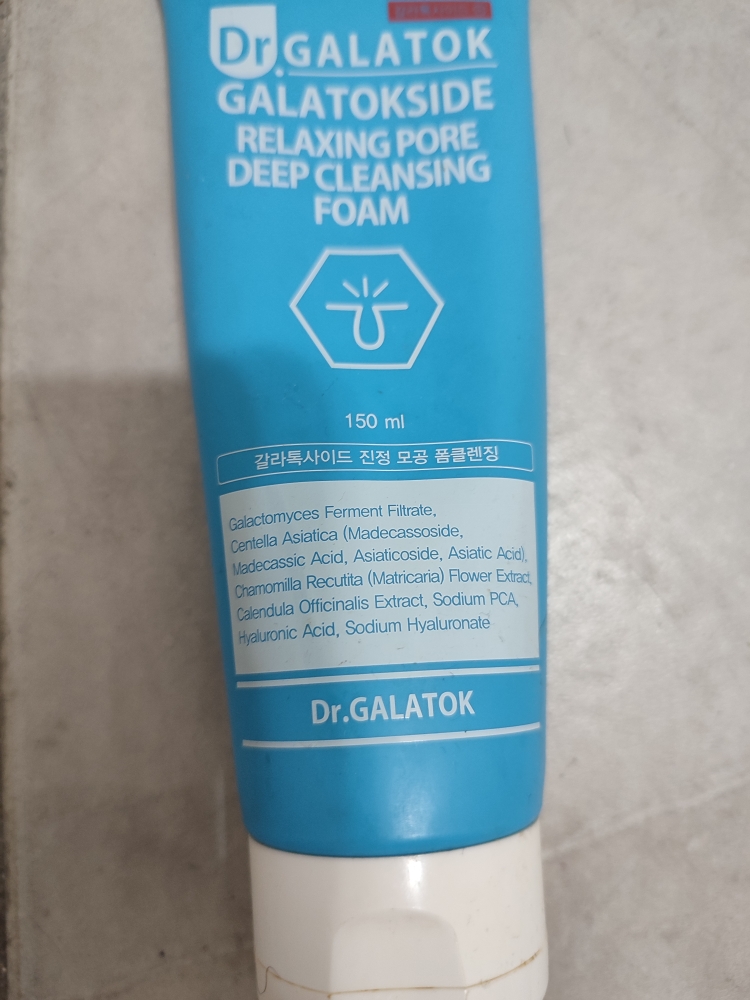 Dr.GALATOK
GALATOKSIDE
RELAXING PORE
DEEP CLEANSING
FOAM
150 ml
갈라톡사이드 진정 모공 폼클렌징
Galactomyces Ferment Filtrate,
Centella Asiatica (Madecassoside,
Madecassic Acid, Asiaticoside, Asiatic Acid),
Chamomilla Recutita (Matricaria) Flower Extract,
Calendula Officinalis Extract, Sodium PCA,
Hyaluronic Acid, Sodium Hyaluronate
Dr.GALATOK